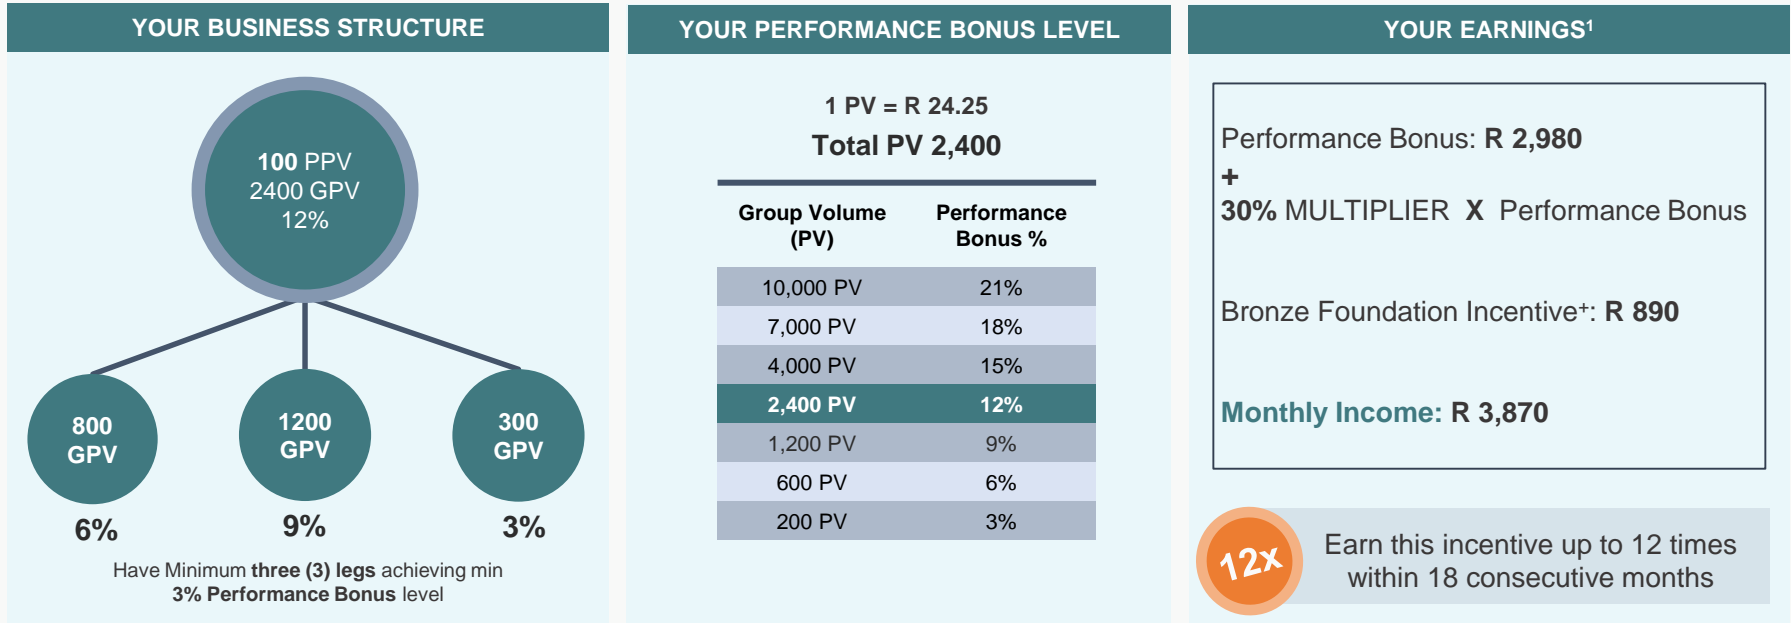 YOUR BUSINESS STRUCTURE
100 PPV
2400 GPV
12%
800
GPV
1200
GPV
300
GPV
6%
9%
3%
Have Minimum three (3) legs achieving min
3% Performance Bonus level
YOUR PERFORMANCE BONUS LEVEL
1 PV = R 24.25
Total PV 2,400
Group Volume
(PV)
Performance
Bonus %
10,000 PV 21%
7,000 PV 18%
4,000 PV 15%
2,400 PV 12%
1,200 PV 9%
600 PV 6%
200 PV 3%
YOUR EARNINGS¹
Performance Bonus: R 2,980
+
30% MULTIPLIER X Performance Bonus
Bronze Foundation Incentive⁺: R 890
Monthly Income: R 3,870
12x
Earn this incentive up to 12 times
within 18 consecutive months